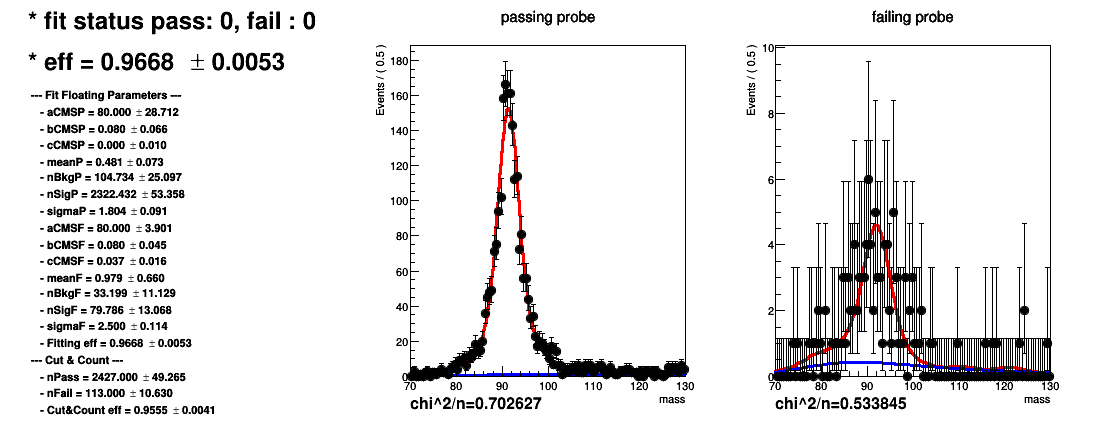 * fit status pass: 0, fail : 0
* eff = 0.9668 ± 0.0053
--- Fit Floating Parameters ---
- aCMSP = 80.000 ± 28.712
- bCMSP = 0.080 ± 0.066
- cCMSP = 0.000 ± 0.010
- meanP = 0.481 ± 0.073
- nBkgP = 104.734 ± 25.097
- nSigP = 2322.432 ± 53.358
- sigmaP = 1.804 ± 0.091
- aCMSF = 80.000 ± 3.901
- bCMSF = 0.080 ± 0.045
- cCMSF = 0.037 ± 0.016
- meanF = 0.979 ± 0.660
- nBkgF = 33.199 ± 11.129
- nSigF = 79.786 ± 13.068
- sigmaF = 2.500 ± 0.114
- Fitting eff = 0.9668 ± 0.0053
--- Cut & Count ---
- nPass = 2427.000 ± 49.265
- nFail = 113.000 ± 10.630
- Cut&Count eff = 0.9555 ± 0.0041
passing probe
Events / ( 0.5 )
180
160
140
120
100
80
60
40
20
0
70 80 90 100 110 120 130
mass
chi^2/n=0.702627
failing probe
Events / ( 0.5 )
10
8
6
4
2
0
70 80 90 100 110 120 130
mass
chi^2/n=0.533845